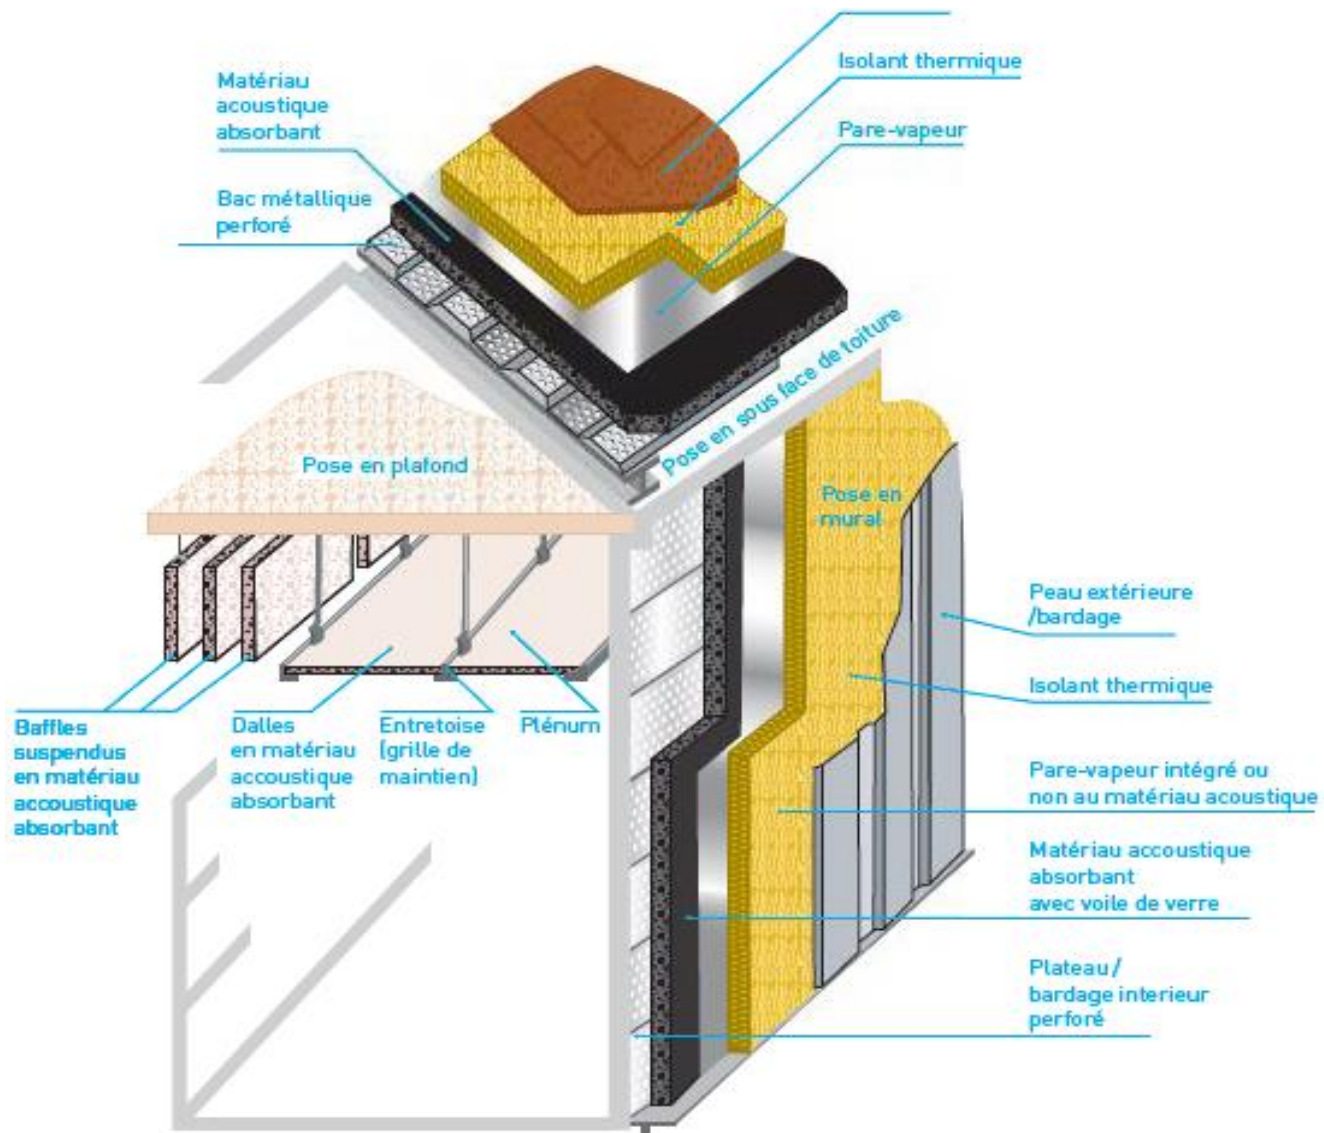 Isolant thermique
Matériau
acoustique
absorbant
Pare-vapeur
Bac métallique
perforé
Pose en sous face de toiture
Pose en plafond
Pose en
mural
Peau extérieure
/bardage
Isolant thermique
Baffles
suspendus
en matériau
accoustique
absorbant
Dalles
en matériau
accoustique
absorbant
Entretoise
(grille de
maintien)
Plénum
Pare-vapeur intégré ou
non au matériau acoustique
Matériau accoustique
absorbant
avec voile de verre
Plateau /
bardage interieur
perforé